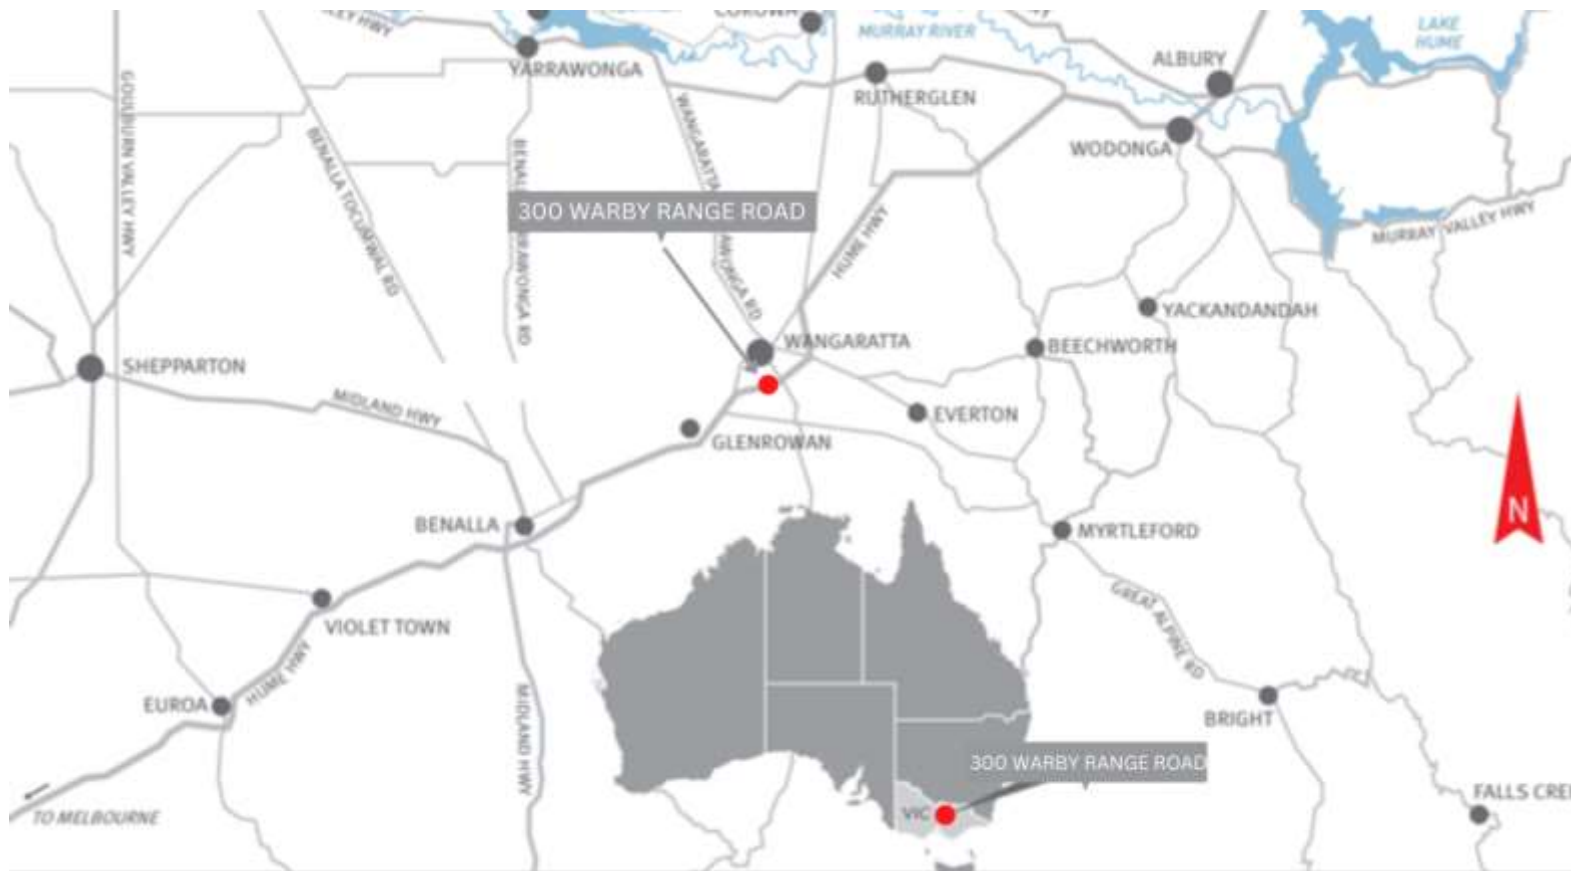 LAKE
HUME
MURRAY RIVER
ALBURY
YARRAWONGA
RUTHERGLEN
WODONGA
GOULBURN VALLEY HWY
BENALLA TOCUMWAL RD
WANGARATTA
300 WARBY RANGE ROAD
HUME HWY
MURRAY VALLEY HWY
YACKANDANDAH
WANGARATTA
BEECHWORTH
SHEPPARTON
MIDLAND HWY
EVERTON
GLENROWAN
N
BENALLA
MYRTLEFORD
VIOLET TOWN
GREAT ALPINE RD
HUME HWY
EUROA
MIDLAND HWY
BRIGHT
300 WARBY RANGE ROAD
VIC
FALLS
TO MELBOURNE